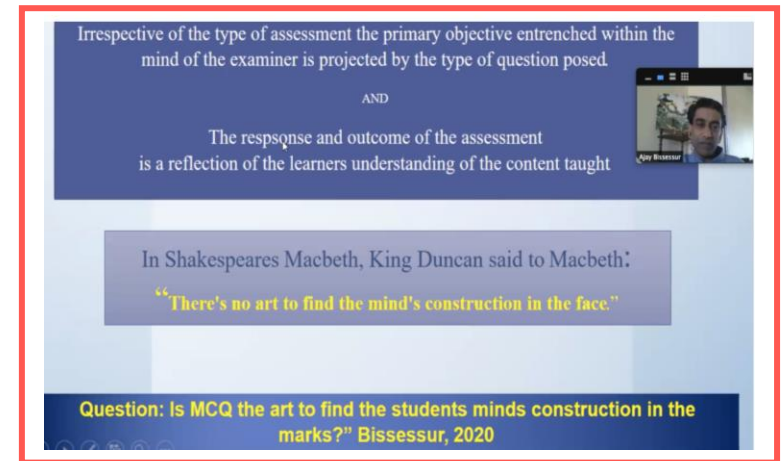 Irrespective of the type of assessment the primary objective entrenched within the
mind of the examiner is projected by the type of question posed.
AND
The respsonse and outcome of the assessment
is a reflection of the learners understanding of the content taught
Ajay Bissessur
In Shakespeares Macbeth, King Duncan said to Macbeth:
“There's no art to find the mind's construction in the face.”
Question: Is MCQ the art to find the students minds construction in the
marks?” Bissessur, 2020